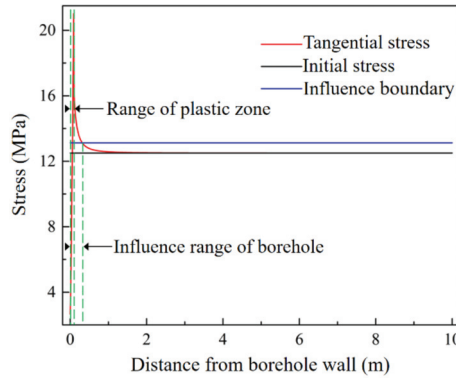 20
16
12
8
4
Stress (MPa)
Tangential stress
Initial stress
Influence boundary
Range of plastic zone
Influence range of borehole
0 2 4 6 8 10
Distance from borehole wall (m)